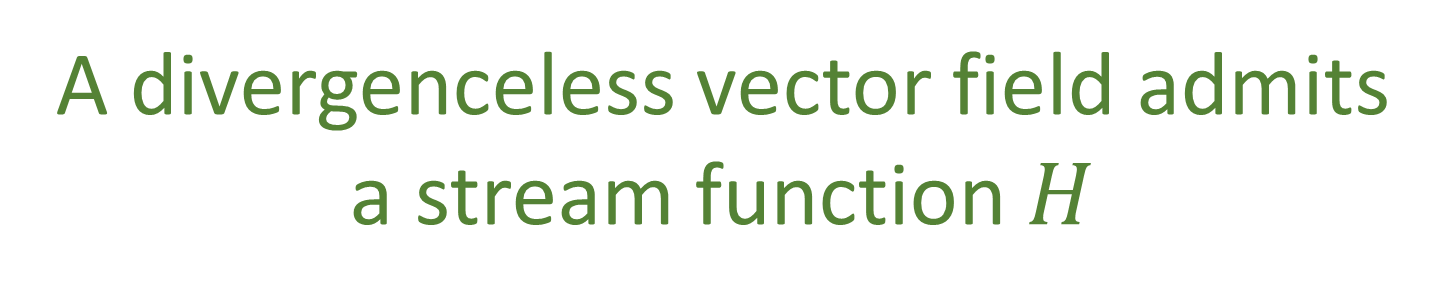 A divergenceless vector field admits
a stream function 𝐻